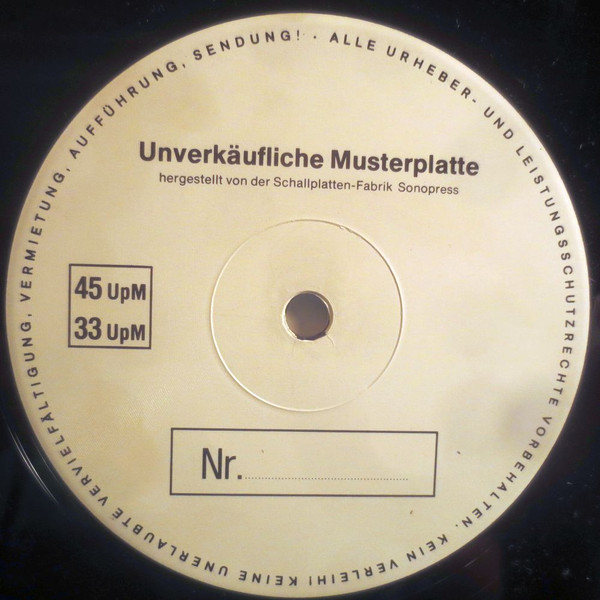 ALLE URHEBER- UND LEISTUNGSSCHUTZRECHTE VORBEHALTEN. KEIN VERLEIH! KEINE UNERLAUBTE VERVIELFÄLTIGUNG, VERMIETUNG, AUFFÜHRUNG, SENDUNG! ·
Unverkäufliche Musterplatte
hergestellt von der Schallplatten-Fabrik Sonopress
45 UpM
33 UpM
Nr.